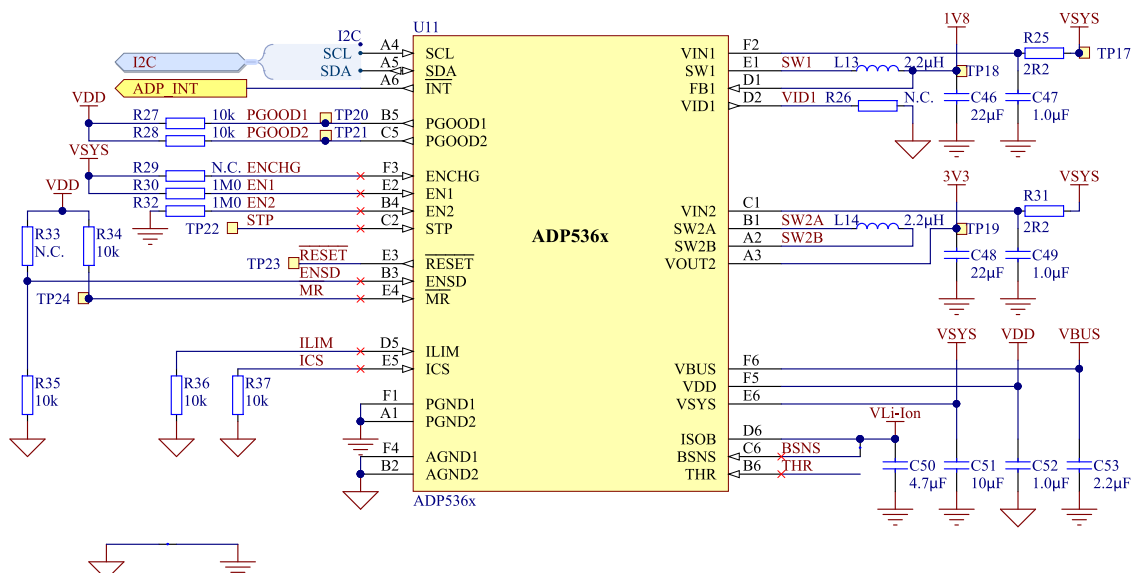 U11
I2C
SCL
SDA
I2C
ADP_INT
A4 SCL
A5 SDA
A6 INT
VDD
R27 10k PGOOD1 TP20 B5 PGOOD1
R28 10k PGOOD2 TP21 C5 PGOOD2
VSYS
R29 N.C. ENCHG F3 ENCHG
R30 1M0 EN1 E2 EN1
R32 1M0 EN2 B4 EN2
TP22 STP C2 STP
VDD
R33 N.C.
R34 10k
TP23 RESET E3 RESET
ENSD B3 ENSD
TP24 MR E4 MR
ILIM D5 ILIM
ICS E5 ICS
R35 10k
R36 10k
R37 10k
F1 PGND1
A1 PGND2
F4 AGND1
B2 AGND2
ADP536x
ADP536x
1V8
VSYS
VIN1 F2 R25 2R2 TP17
SW1 E1 SW1 L13 2.2µH TP18
FB1 D1
VID1 D2 VID1 R26 N.C.
C46 22µF
C47 1.0µF
3V3
VSYS
VIN2 C1 R31 2R2
SW2A B1 SW2A L14 2.2µH TP19
SW2B A2 SW2B
VOUT2 A3
C48 22µF
C49 1.0µF
VSYS
VDD
VBUS
VBUS F6
VDD F5
VSYS E6
VLi-Ion
ISOB D6
BSNS C6 BSNS
THR B6 THR
C50 4.7µF
C51 10µF
C52 1.0µF
C53 2.2µF